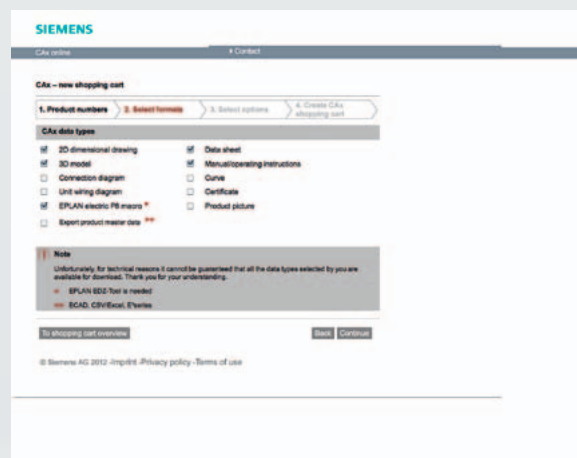 SIEMENS
CAx online
Contact
CAx – new shopping cart
1. Product numbers
2. Select formats
3. Select options
4. Create CAx
shopping cart
CAx data types
2D dimensional drawing
Data sheet
3D model
Manual/operating instructions
Connection diagram
Curve
Unit wiring diagram
Certificate
EPLAN electric P8 macro *
Product picture
Export product master data **
! Note
Unfortunately, for technical reasons it cannot be guaranteed that all the data types selected by you are
available for download. Thank you for your understanding.
* EPLAN EDZ-Tool is needed
** ECAD, CSV/Excel, E*series
To shopping cart overview
Back
Continue
© Siemens AG 2012 -Imprint -Privacy policy -Terms of use